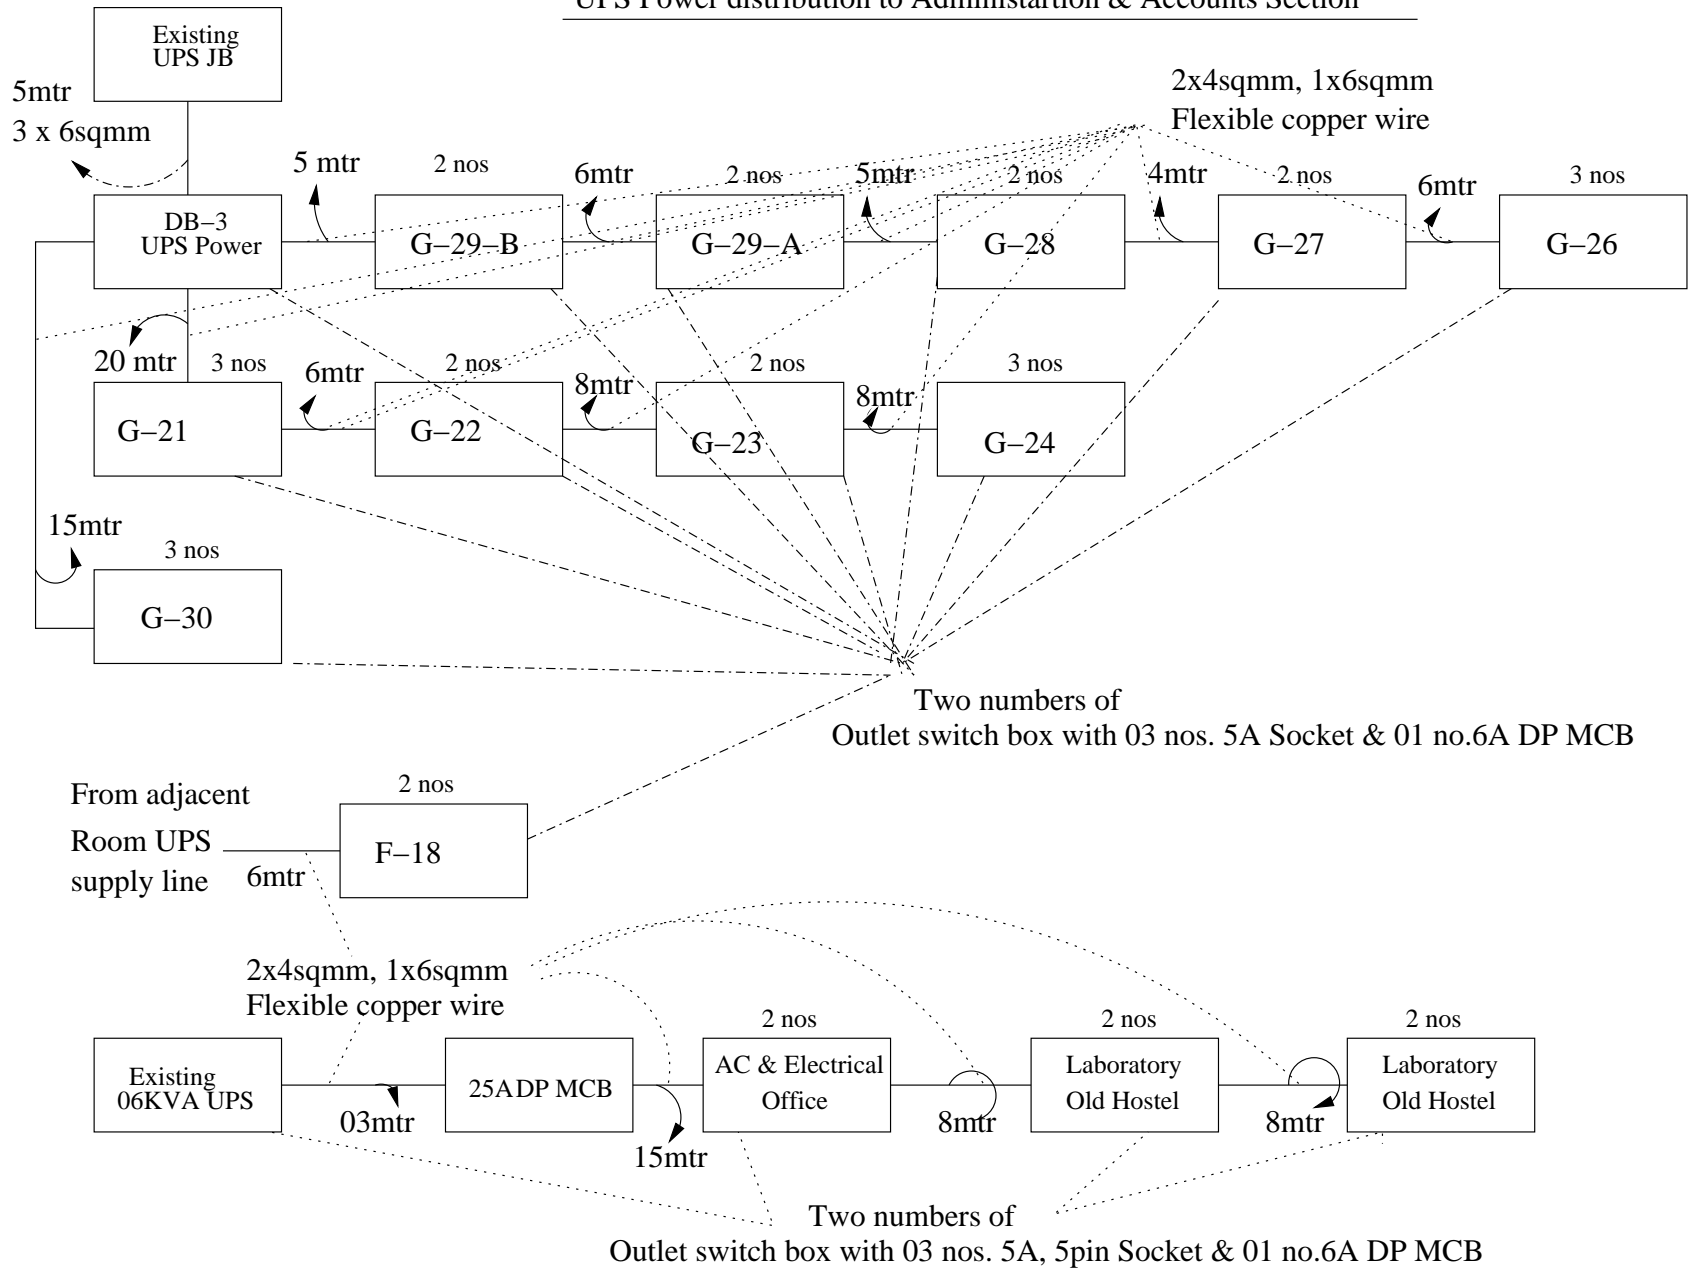 UPS Power distribution to Administartion & Accounts Section
Existing
UPS JB
5mtr
3 x 6sqmm
2x4sqmm, 1x6sqmm
Flexible copper wire
5 mtr
2 nos
6mtr
2 nos
5mtr
2 nos
4mtr
2 nos
6mtr
3 nos
DB–3
UPS Power
G–29–B
G–29–A
G–28
G–27
G–26
20 mtr
3 nos
6mtr
2 nos
8mtr
2 nos
8mtr
3 nos
G–21
G–22
G–23
G–24
15mtr
3 nos
G–30
Two numbers of
Outlet switch box with 03 nos. 5A Socket & 01 no.6A DP MCB
From adjacent
Room UPS
supply line
6mtr
2 nos
F–18
2x4sqmm, 1x6sqmm
Flexible copper wire
2 nos
2 nos
2 nos
Existing
06KVA UPS
03mtr
25ADP MCB
15mtr
AC & Electrical
Office
8mtr
Laboratory
Old Hostel
8mtr
Laboratory
Old Hostel
Two numbers of
Outlet switch box with 03 nos. 5A, 5pin Socket & 01 no.6A DP MCB